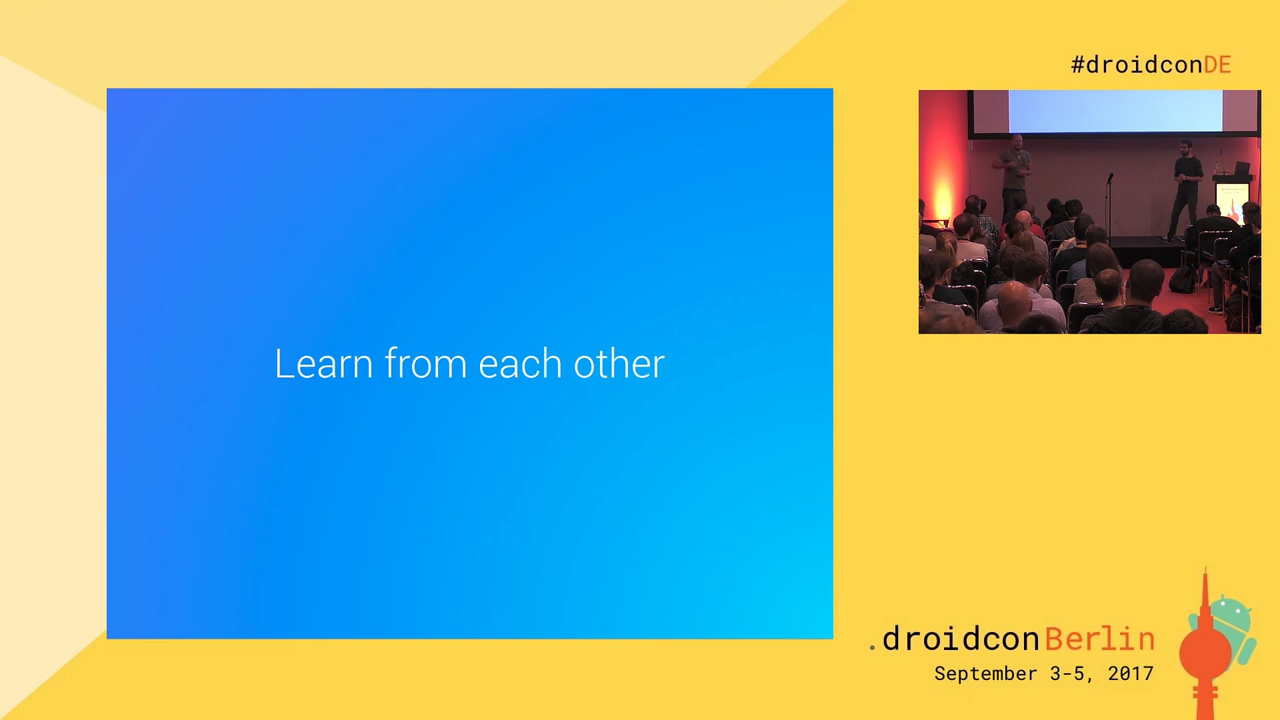 #droidconDE
Learn from each other
.droidconBerlin
September 3-5, 2017